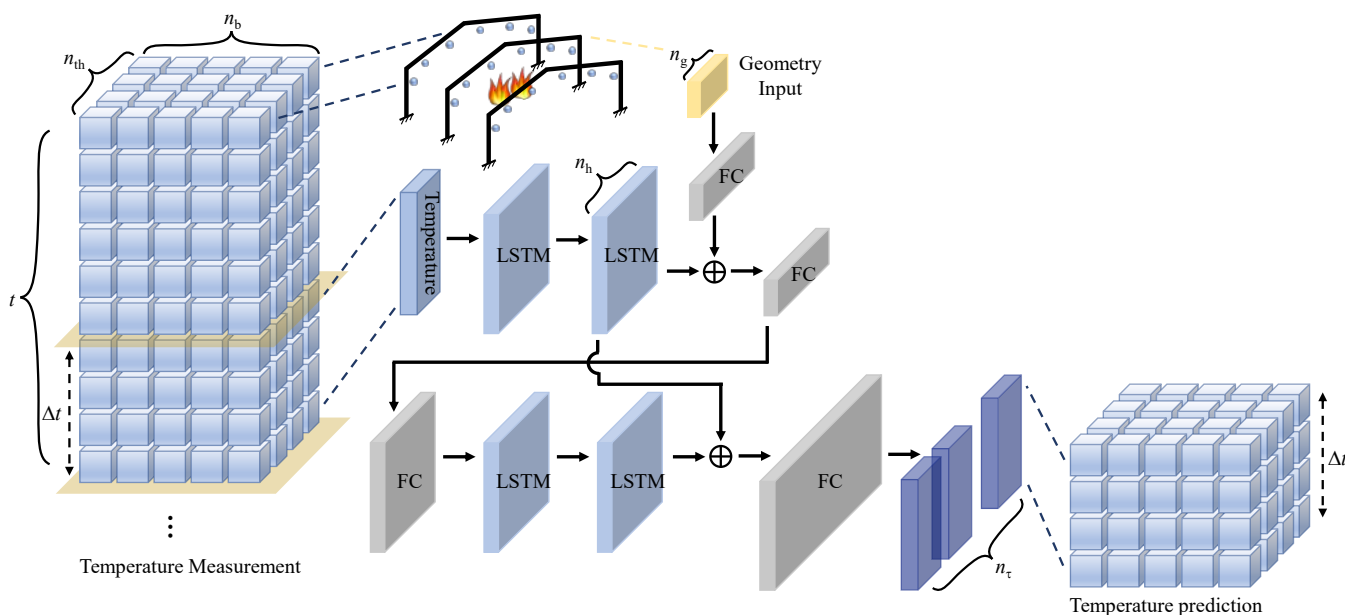 n_b
n_th
n_g
Geometry
Input
FC
n_h
Temperature
LSTM
LSTM
FC
t
Δt
FC
LSTM
LSTM
FC
Δt
n_τ
⋮
Temperature Measurement
Temperature prediction